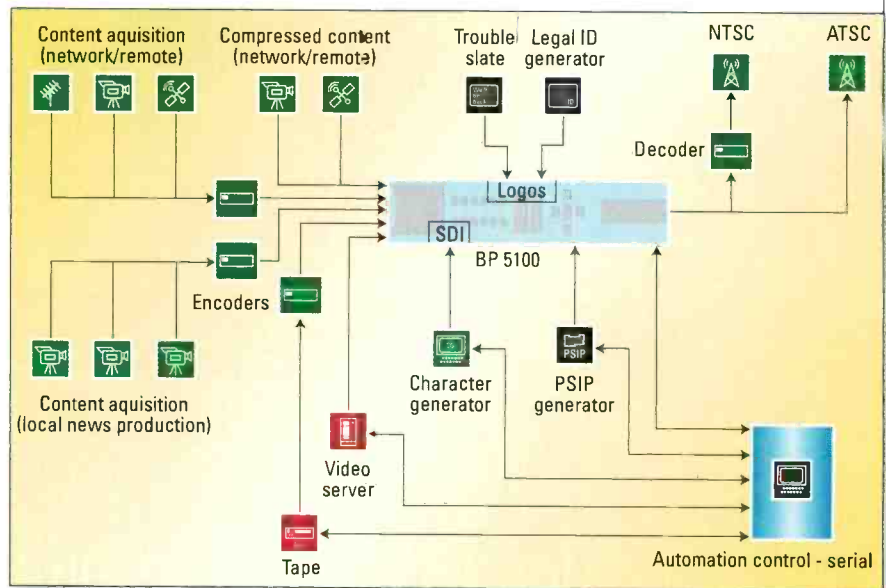 Content aquisition
(network/remote)
Compressed content
(network/remote)
Trouble
slate
Legal ID
generator
NTSC
ATSC
ID
Decoder
Logos
SDI
BP 5100
Encoders
Content aquisition
(local news production)
Character
generator
PSIP
PSIP
generator
Video
server
Tape
Automation control - serial